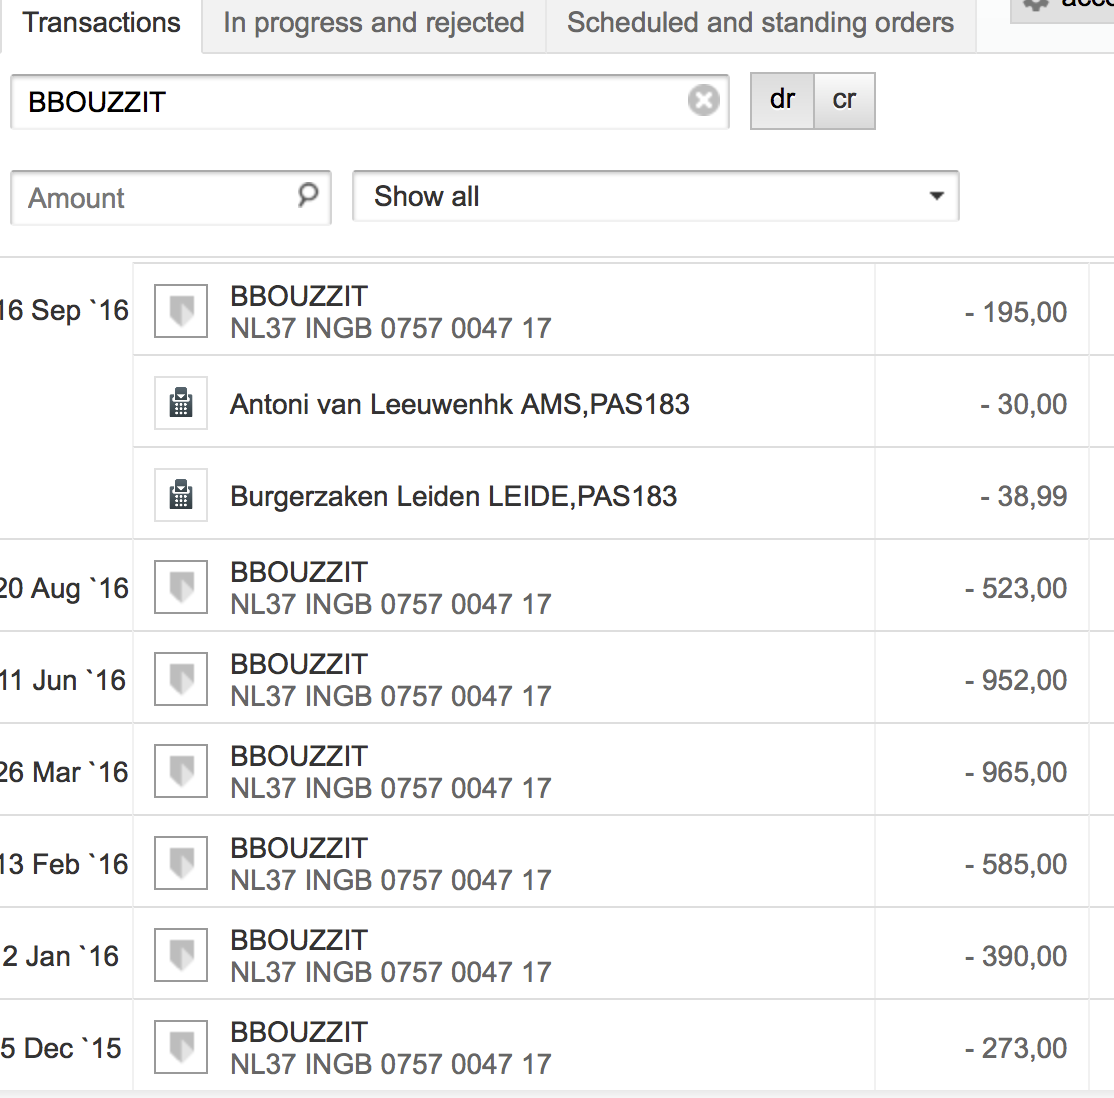 Transactions In progress and rejected Scheduled and standing orders
BBOUZZIT dr cr
Amount Show all
16 Sep `16 BBOUZZIT - 195,00
NL37 INGB 0757 0047 17
Antoni van Leeuwenhk AMS,PAS183 - 30,00
Burgerzaken Leiden LEIDE,PAS183 - 38,99
20 Aug `16 BBOUZZIT - 523,00
NL37 INGB 0757 0047 17
11 Jun `16 BBOUZZIT - 952,00
NL37 INGB 0757 0047 17
26 Mar `16 BBOUZZIT - 965,00
NL37 INGB 0757 0047 17
13 Feb `16 BBOUZZIT - 585,00
NL37 INGB 0757 0047 17
2 Jan `16 BBOUZZIT - 390,00
NL37 INGB 0757 0047 17
5 Dec `15 BBOUZZIT - 273,00
NL37 INGB 0757 0047 17